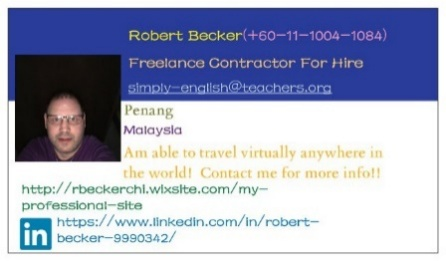 Robert Becker(+60-11-1004-1084)
Freelance Contractor For Hire
simply-english@teachers.org
Penang
Malaysia
Am able to travel virtually anywhere in
the world! Contact me for more info!!
http://rbeckerchi.wixsite.com/my-
professional-site
in https://www.linkedin.com/in/robert-
becker-9990342/